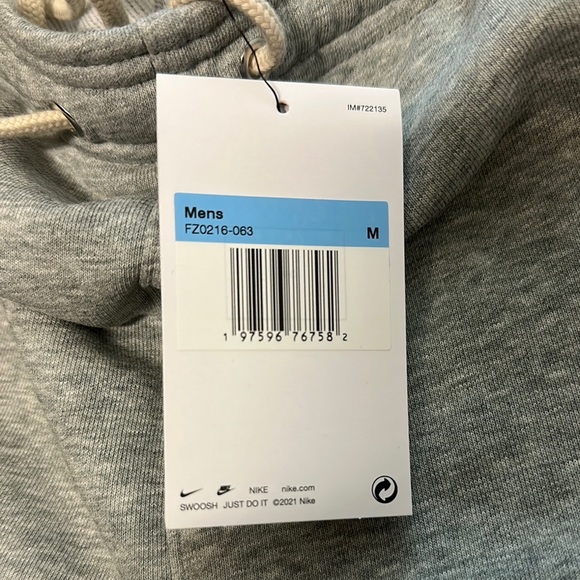 IM#722135
Mens
FZ0216-063
M
1 97596 76758 2
NIKE nike.com
SWOOSH JUST DO IT ©2021 Nike